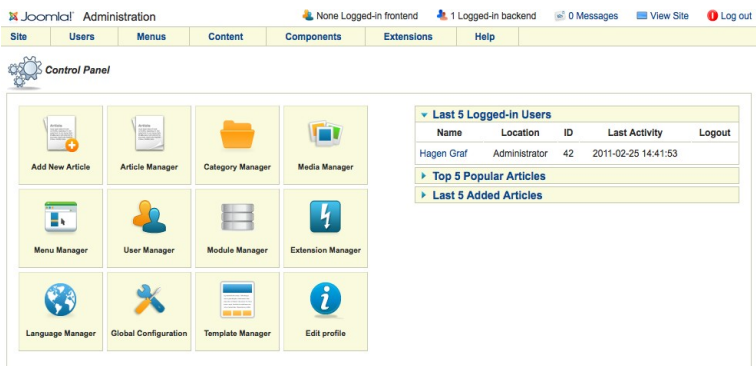 Joomla! Administration None Logged-in frontend 1 Logged-in backend 0 Messages View Site Log out
Site Users Menus Content Components Extensions Help
Control Panel
Add New Article Article Manager Category Manager Media Manager
Menu Manager User Manager Module Manager Extension Manager
Language Manager Global Configuration Template Manager Edit profile
Last 5 Logged-in Users
Name Location ID Last Activity Logout
Hagen Graf Administrator 42 2011-02-25 14:41:53
Top 5 Popular Articles
Last 5 Added Articles